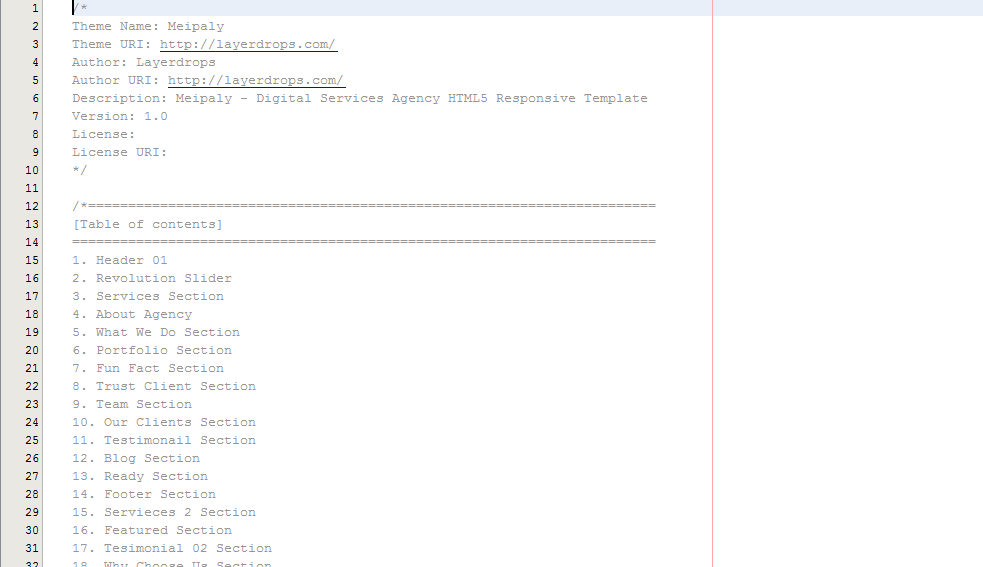 1 /*
2 Theme Name: Meipaly
3 Theme URI: http://layerdrops.com/
4 Author: Layerdrops
5 Author URI: http://layerdrops.com/
6 Description: Meipaly - Digital Services Agency HTML5 Responsive Template
7 Version: 1.0
8 License:
9 License URI:
10 */
11
12 /*=======================================================================
13 [Table of contents]
14 =========================================================================
15 1. Header 01
16 2. Revolution Slider
17 3. Services Section
18 4. About Agency
19 5. What We Do Section
20 6. Portfolio Section
21 7. Fun Fact Section
22 8. Trust Client Section
23 9. Team Section
24 10. Our Clients Section
25 11. Testimonail Section
26 12. Blog Section
27 13. Ready Section
28 14. Footer Section
29 15. Servieces 2 Section
30 16. Featured Section
31 17. Tesimonial 02 Section
32 18. Why Choose Us Section